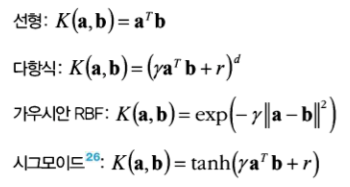 선형: K(a,b)=aᵀb
다항식: K(a,b)=(γaᵀb+r)ᵈ
가우시안 RBF: K(a,b)=exp(−γ‖a−b‖²)
시그모이드²⁶: K(a,b)=tanh(γaᵀb+r)